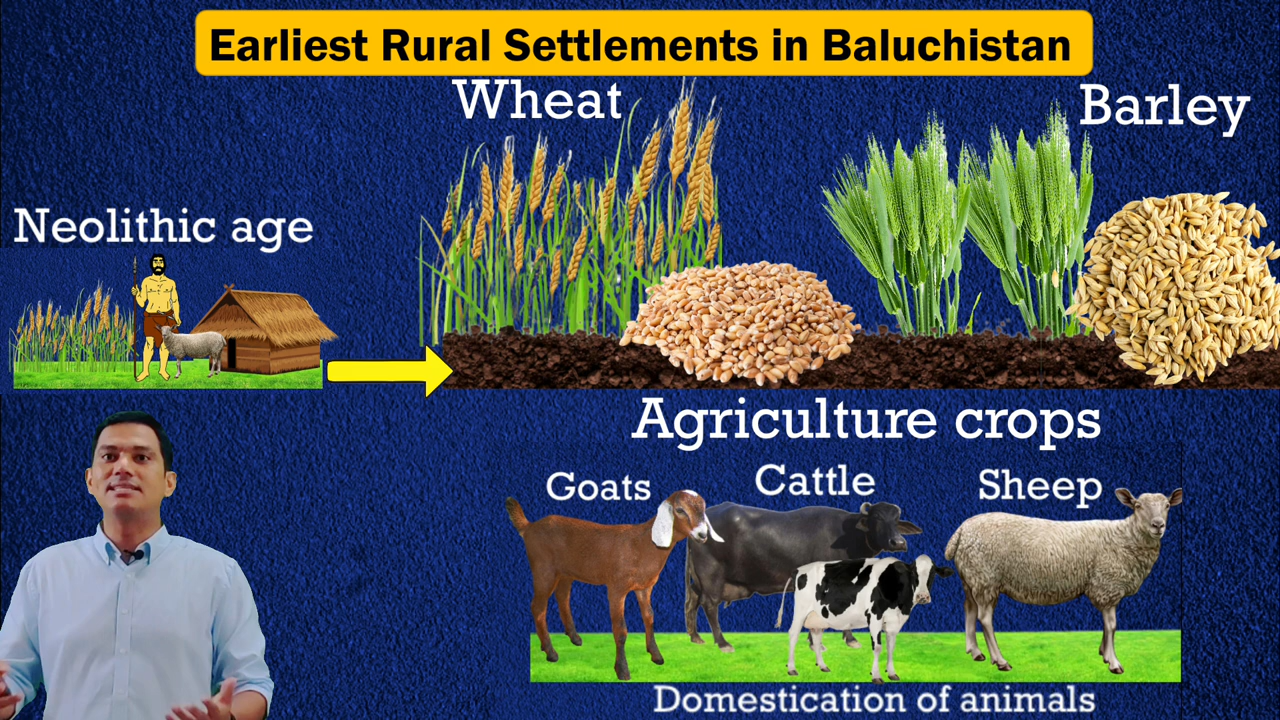 Earliest Rural Settlements in Baluchistan
Wheat
Barley
Neolithic age
Agriculture crops
Goats
Cattle
Sheep
Domestication of animals